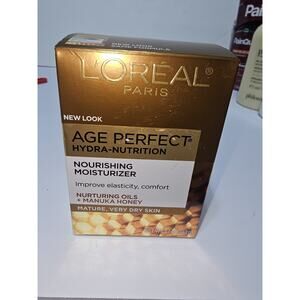 L'ORÉAL
PARIS
NEW LOOK
AGE PERFECT®
HYDRA-NUTRITION
NOURISHING
MOISTURIZER
Improve elasticity, comfort
NURTURING OILS
+ MANUKA HONEY
MATURE, VERY DRY SKIN